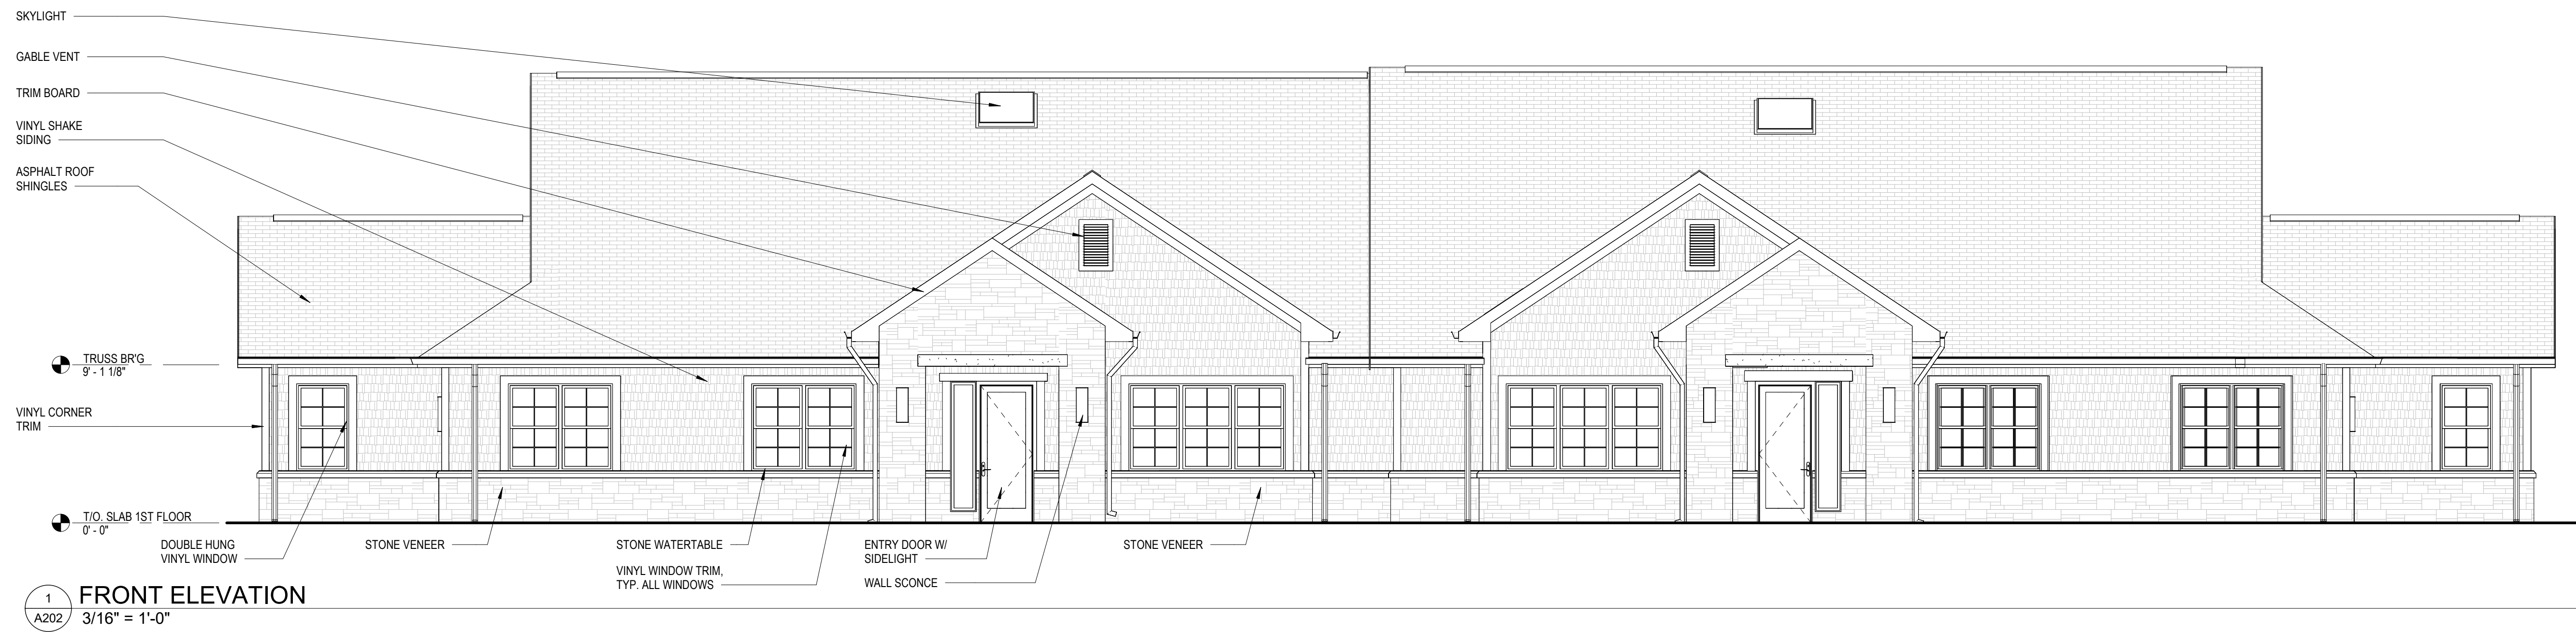 SKYLIGHT
GABLE VENT
TRIM BOARD
VINYL SHAKE
SIDING
ASPHALT ROOF
SHINGLES
TRUSS BR'G
9' - 1 1/8"
VINYL CORNER
TRIM
T/O. SLAB 1ST FLOOR
0' - 0"
DOUBLE HUNG
VINYL WINDOW
STONE VENEER
STONE WATERTABLE
VINYL WINDOW TRIM,
TYP. ALL WINDOWS
ENTRY DOOR W/
SIDELIGHT
WALL SCONCE
STONE VENEER
1
A202
FRONT ELEVATION
3/16" = 1'-0"